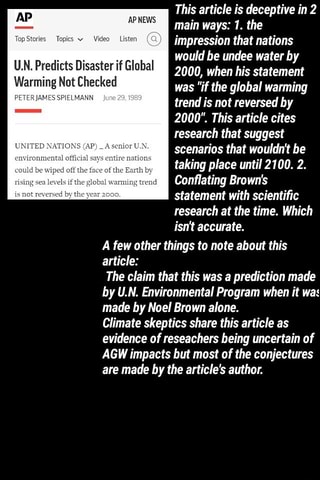 AP
AP NEWS
Top Stories Topics Video Listen
U.N. Predicts Disaster if Global
Warming Not Checked
PETER JAMES SPIELMANN June 29, 1989
UNITED NATIONS (AP) _ A senior U.N.
environmental official says entire nations
could be wiped off the face of the Earth by
rising sea levels if the global warming trend
is not reversed by the year 2000.
This article is deceptive in 2
main ways: 1. the
impression that nations
would be undee water by
2000, when his statement
was "if the global warming
trend is not reversed by
2000". This article cites
research that suggest
scenarios that wouldn't be
taking place until 2100. 2.
Conflating Brown's
statement with scientific
research at the time. Which
isn't accurate.
A few other things to note about this
article:
The claim that this was a prediction made
by U.N. Environmental Program when it was
made by Noel Brown alone.
Climate skeptics share this article as
evidence of reseachers being uncertain of
AGW impacts but most of the conjectures
are made by the article's author.